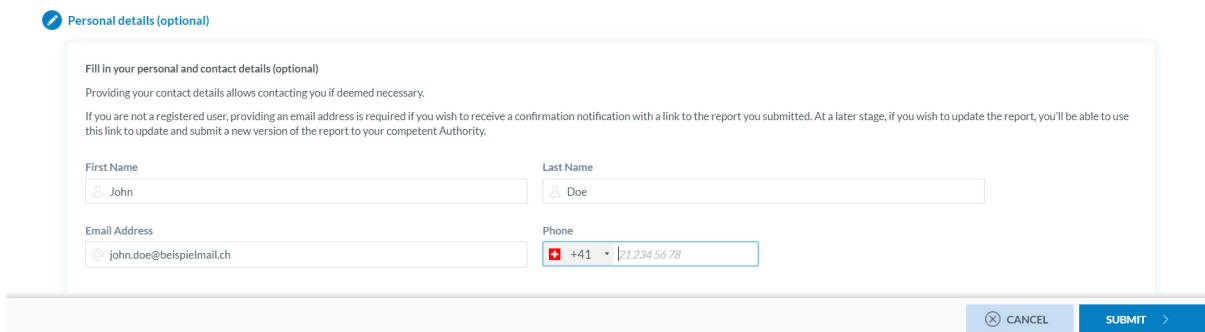 Personal details (optional)
Fill in your personal and contact details (optional)
Providing your contact details allows contacting you if deemed necessary.
If you are not a registered user, providing an email address is required if you wish to receive a confirmation notification with a link to the report you submitted. At a later stage, if you wish to update the report, you'll be able to use
this link to update and submit a new version of the report to your competent Authority.
First Name
Last Name
John
Doe
Email Address
Phone
@ john.doe@beispielmail.ch
+41 21 234 56 78
CANCEL
SUBMIT